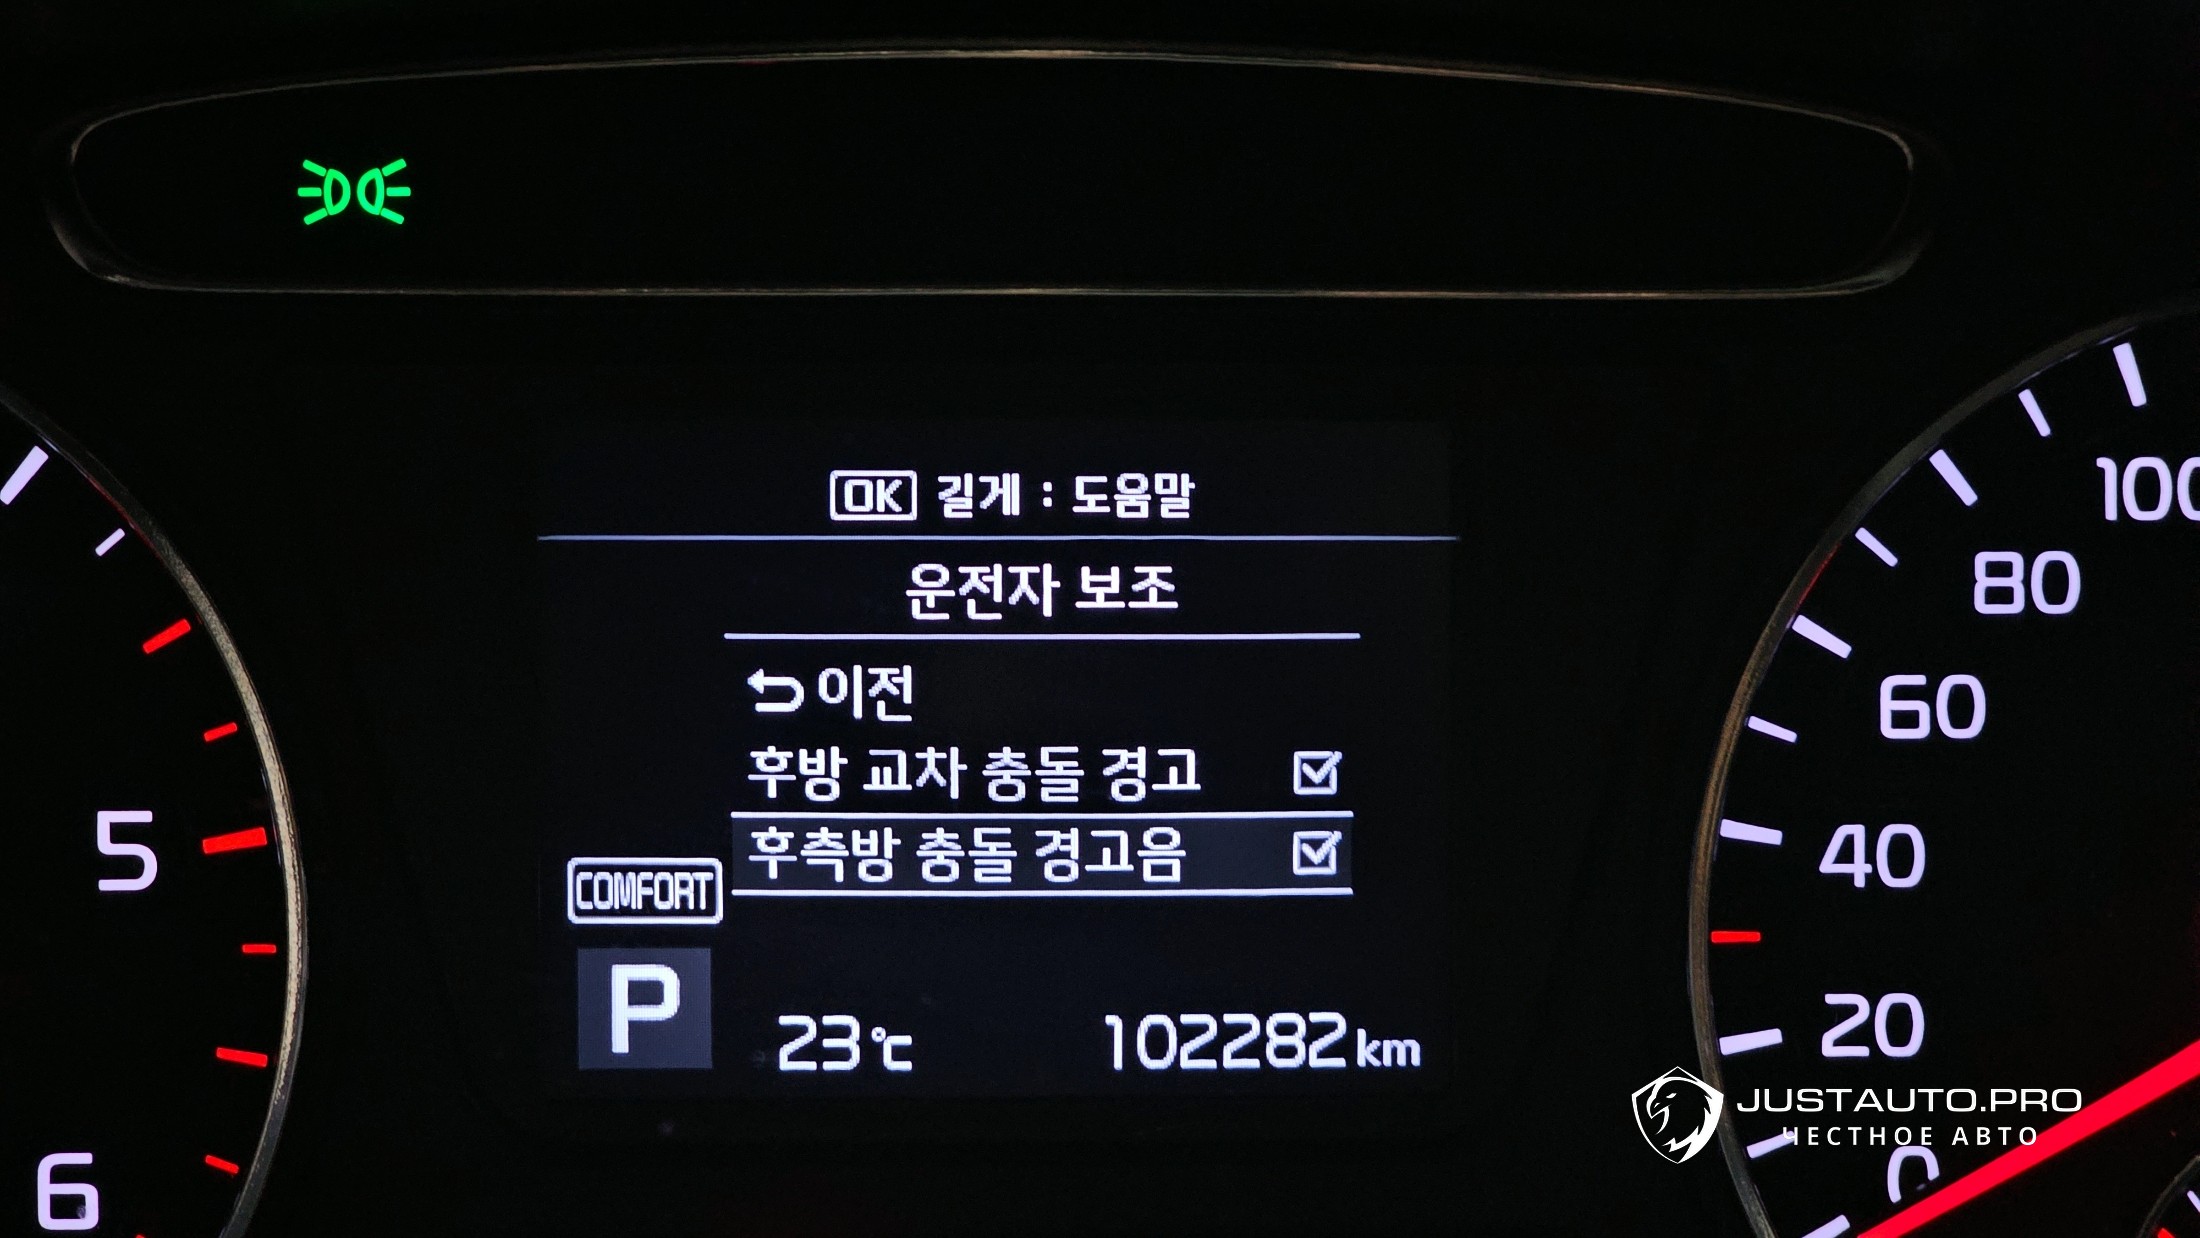 OK 길게 : 도움말
운전자 보조
이전
후방 교차 충돌 경고
후측방 충돌 경고음
COMFORT
P
23℃
102282km
5
6
100
80
60
40
20
0
JUSTAUTO.PRO
ЧЕСТНОЕ АВТО